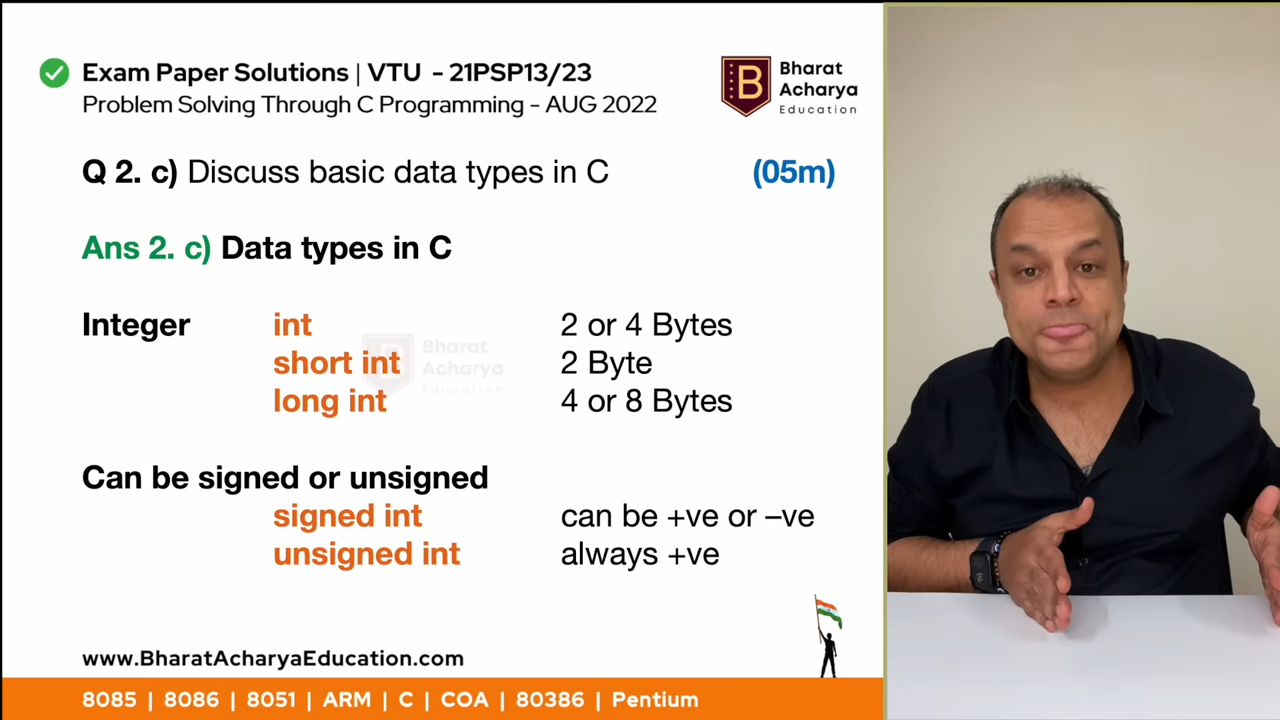 Exam Paper Solutions | VTU - 21PSP13/23
Problem Solving Through C Programming - AUG 2022
Bharat
Acharya
Education
Q 2. c) Discuss basic data types in C (05m)
Ans 2. c) Data types in C
Integer int 2 or 4 Bytes
short int 2 Byte
long int 4 or 8 Bytes
Bharat
Acharya
Education
Can be signed or unsigned
signed int can be +ve or –ve
unsigned int always +ve
www.BharatAcharyaEducation.com
8085 | 8086 | 8051 | ARM | C | COA | 80386 | Pentium